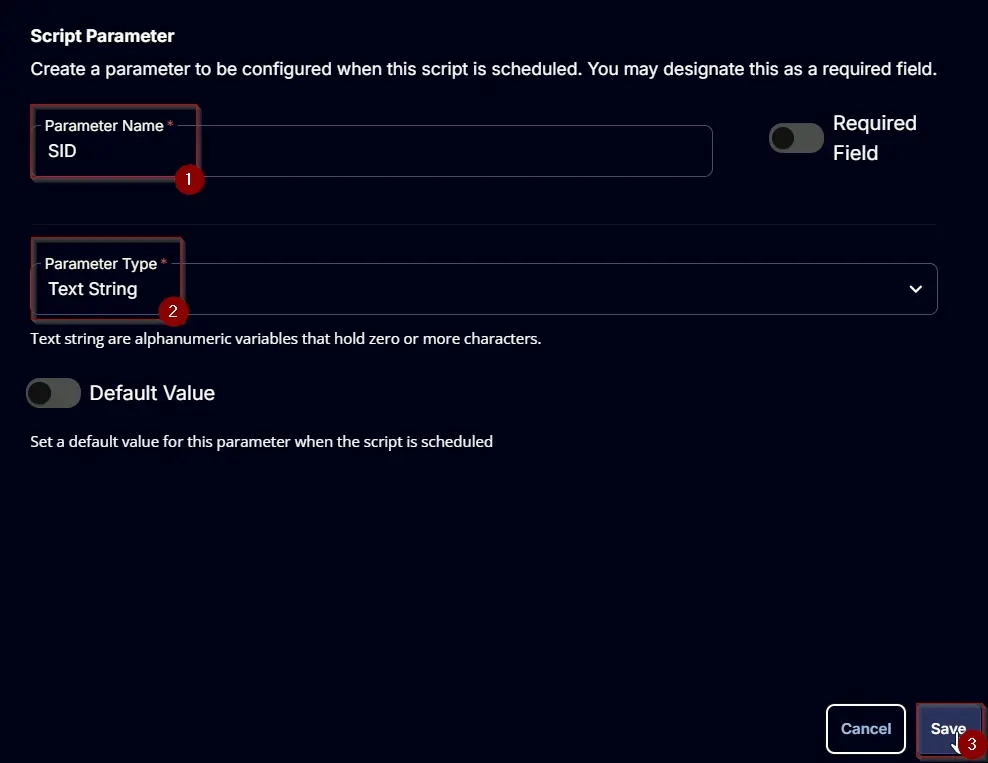 Script Parameter
Create a parameter to be configured when this script is scheduled. You may designate this as a required field.
Parameter Name *
SID
1
Required
Field
Parameter Type *
Text String
2
Text string are alphanumeric variables that hold zero or more characters.
Default Value
Set a default value for this parameter when the script is scheduled
Cancel
Save
3